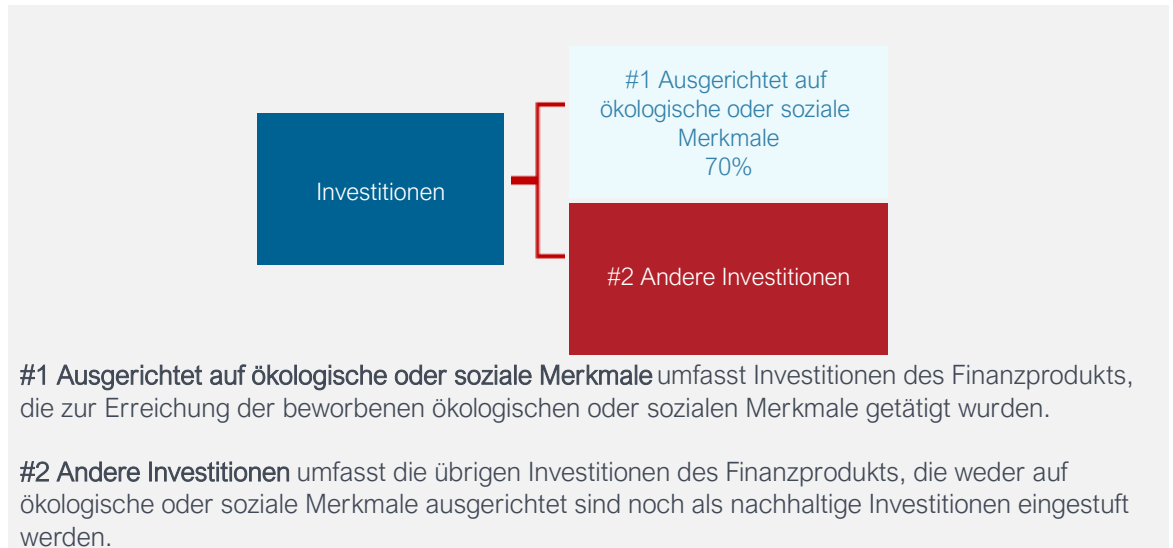 #1 Ausgerichtet auf
ökologische oder soziale
Merkmale
70%
Investitionen
#2 Andere Investitionen
#1 Ausgerichtet auf ökologische oder soziale Merkmale umfasst Investitionen des Finanzprodukts,
die zur Erreichung der beworbenen ökologischen oder sozialen Merkmale getätigt wurden.
#2 Andere Investitionen umfasst die übrigen Investitionen des Finanzprodukts, die weder auf
ökologische oder soziale Merkmale ausgerichtet sind noch als nachhaltige Investitionen eingestuft
werden.